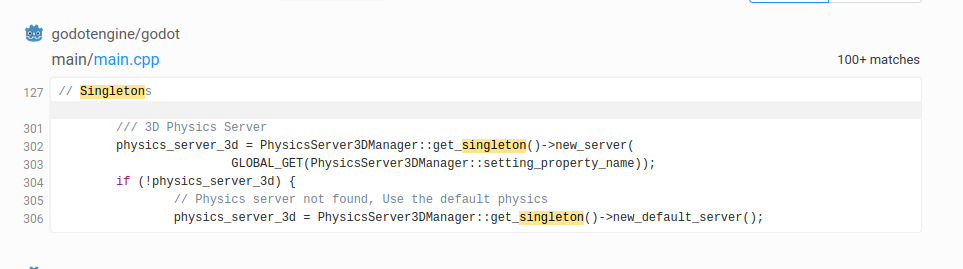 godotengine/godot
main/main.cpp
100+ matches
127 // Singletons
301 /// 3D Physics Server
302 physics_server_3d = PhysicsServer3DManager::get_singleton()->new_server(
303 GLOBAL_GET(PhysicsServer3DManager::setting_property_name));
304 if (!physics_server_3d) {
305 // Physics server not found, Use the default physics
306 physics_server_3d = PhysicsServer3DManager::get_singleton()->new_default_server();